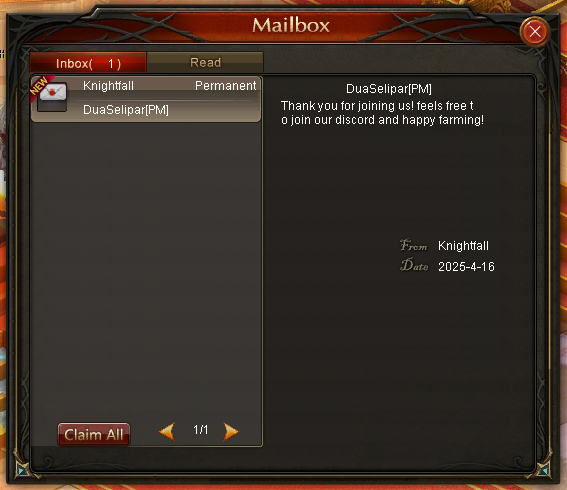 Mailbox
Inbox( 1 )
Read
NEW
Knightfall Permanent
DuaSelipar[PM]
DuaSelipar[PM]
Thank you for joining us! feels free t
o join our discord and happy farming!
From Knightfall
Date 2025-4-16
Claim All
1/1